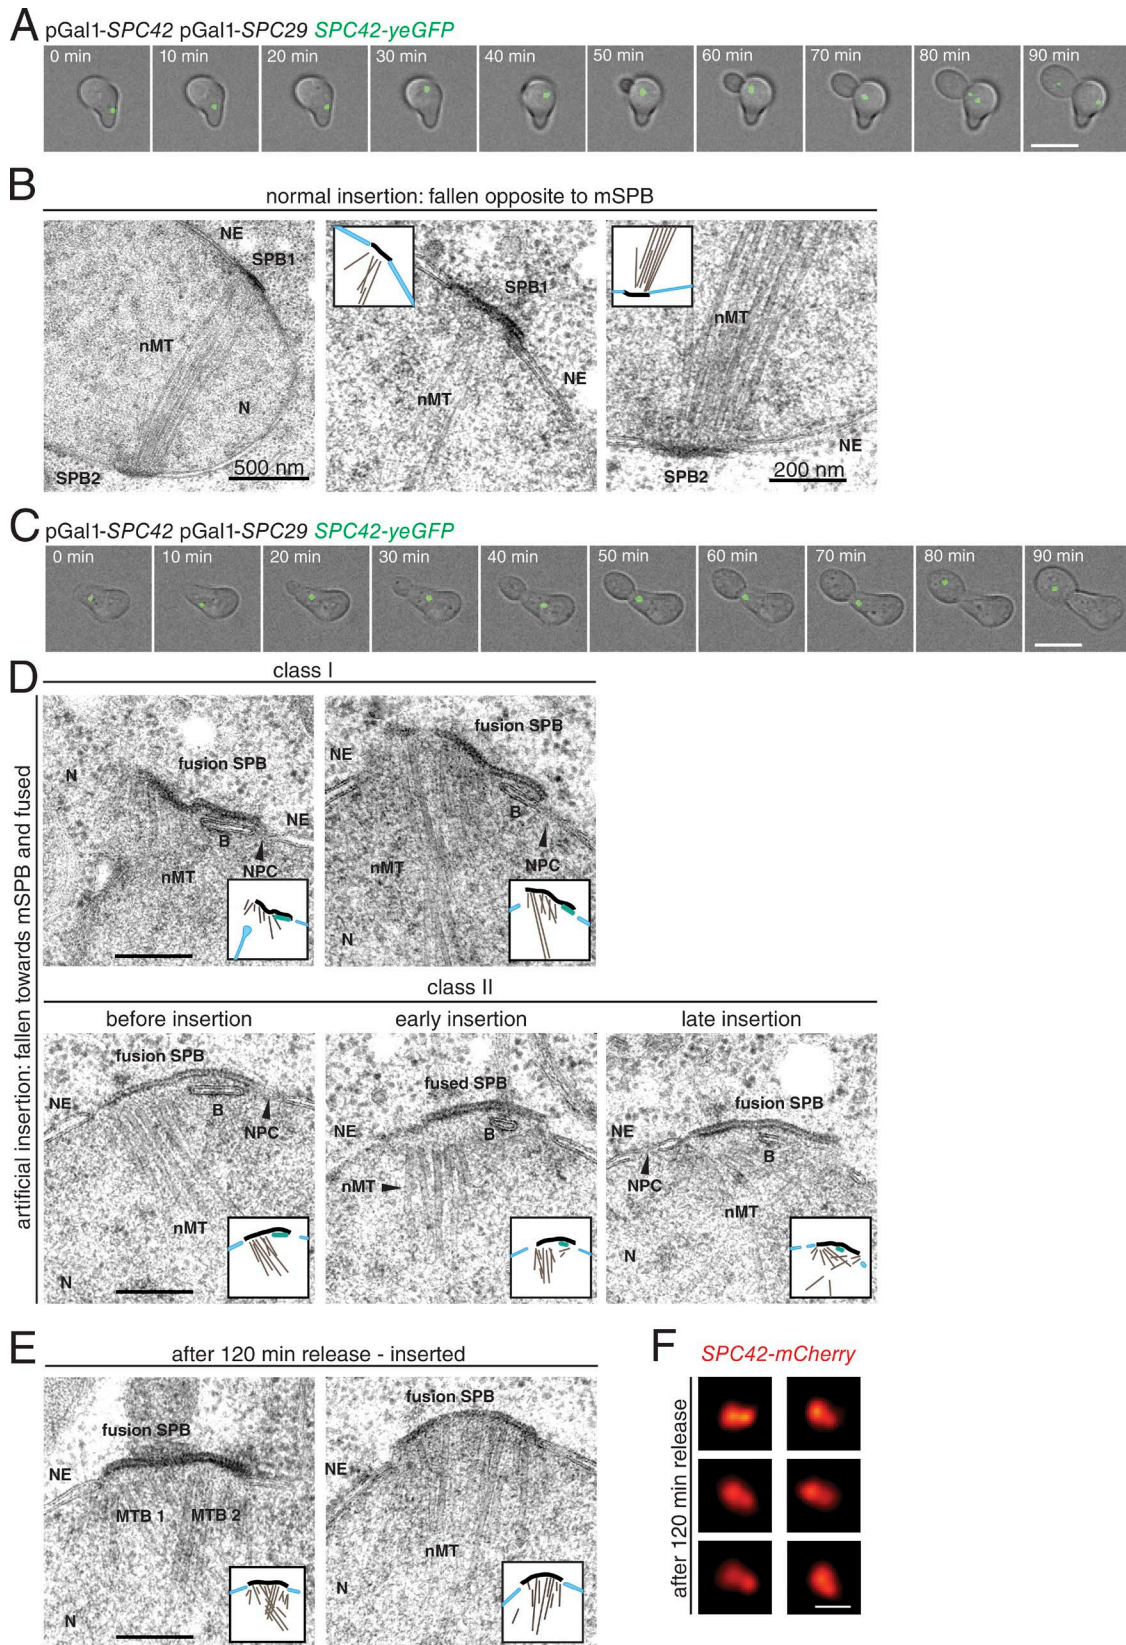 A pGal1-SPC42 pGal1-SPC29 SPC42-yeGFP
0 min 10 min 20 min 30 min 40 min 50 min 60 min 70 min 80 min 90 min
B
normal insertion: fallen opposite to mSPB
NE
SPB1
nMT
N
SPB2
500 nm
SPB1
nMT
NE
nMT
NE
SPB2
200 nm
C pGal1-SPC42 pGal1-SPC29 SPC42-yeGFP
0 min 10 min 20 min 30 min 40 min 50 min 60 min 70 min 80 min 90 min
D
artificial insertion: fallen towards mSPB and fused
class I
N
fusion SPB
NE
B
nMT
NPC
fusion SPB
NE
B
nMT
NPC
N
class II
before insertion early insertion late insertion
fusion SPB
NE
B
NPC
nMT
N
fused SPB
NE
B
nMT
fusion SPB
NE
B
NPC
nMT
N
E
after 120 min release - inserted
fusion SPB
NE
MTB 1 MTB 2
N
fusion SPB
NE
nMT
N
F
SPC42-mCherry
after 120 min release